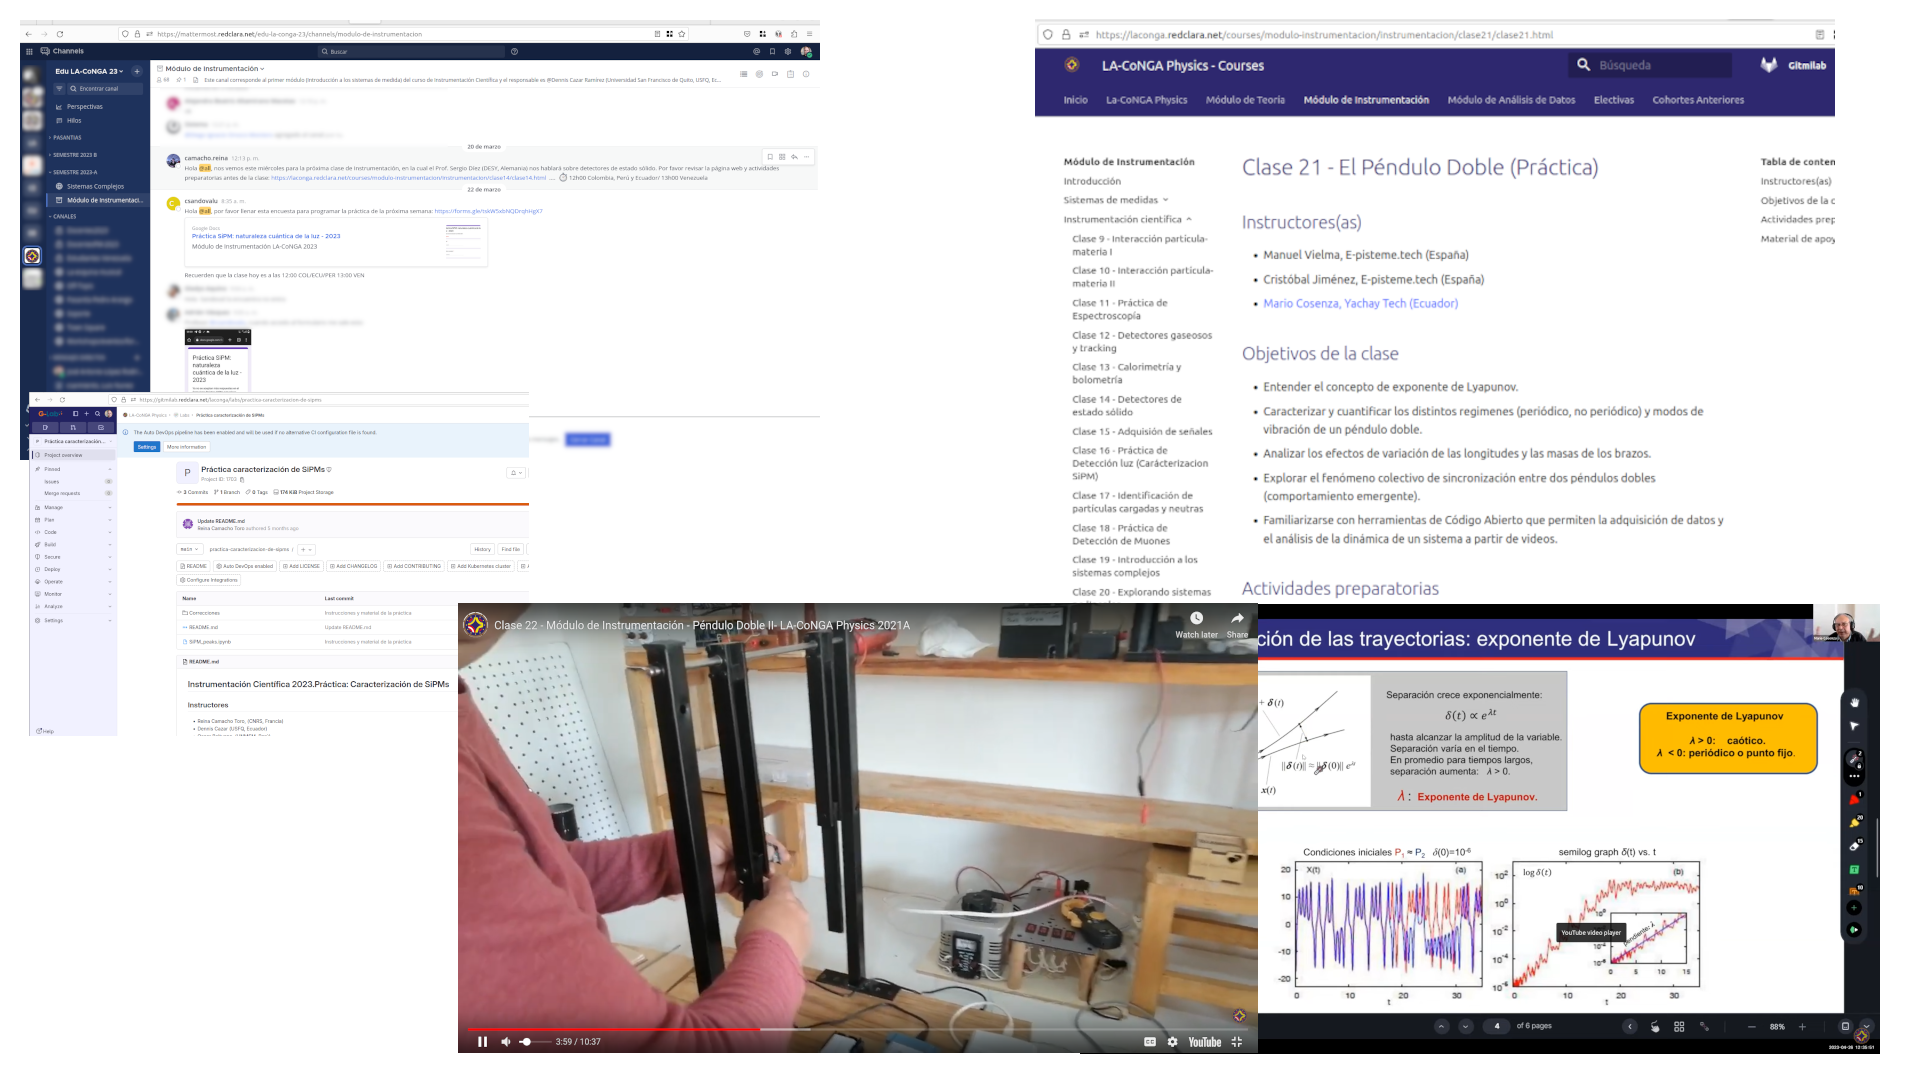 https://mattermost.redclara.net/edu-la-conga-23/channels/modulo-de-instrumentacion
Channels
Buscar
Edu LA-CoNGA 23
Encontrar canal
Perspectivas
Hilos
PASANTIAS
SEMESTRE 2023 B
SEMESTRE 2023-A
Sistemas Complejos
Módulo de Instrumentaci...
CANALES
Módulo de Instrumentación
Este canal corresponde al primer módulo (Introducción a los sistemas de medida) del curso de Instrumentación Científica y el responsable es @Dennis Cazar Ramírez (Universidad San Francisco de Quito, USFQ, Ec...
20 de marzo
camacho.reina 12:13 p. m.
Hola @all, nos vemos este miércoles para la próxima clase de Instrumentación, en la cual el Prof. Sergio Díez (DESY, Alemania) nos hablará sobre detectores de estado sólido. Por favor revisar la página web y actividades
preparatorias antes de la clase: https://laconga.redclara.net/courses/modulo-instrumentacion/instrumentacion/clase14/clase14.html .... 12h00 Colombia, Perú y Ecuador/ 13h00 Venezuela
22 de marzo
csandovalu 8:35 a. m.
Hola @all, por favor llenar esta encuesta para programar la práctica de la próxima semana:
Google Docs
Práctica SiPM: naturaleza cuántica de la luz - 2023
Módulo de Instrumentación LA-CoNGA 2023
Recuerden que la clase hoy es a las 12:00 COL/ECU/PER 13:00 VEN
Práctica SiPM:
naturaleza
cuántica de la luz -
2023
https://gitmilab.redclara.net/laconga/labs/practica-caracterizacion-de-sipms
LA-CoNGA Physics > Labs > Práctica caracterización de SiPMs
Práctica caracterización...
Project overview
Pinned
Issues 0
Merge requests 0
Manage
Plan
Code
Build
Secure
Deploy
Operate
Monitor
Analyze
Settings
Help
The Auto DevOps pipeline has been enabled and will be used if no alternative CI configuration file is found.
Settings
More information
P
Práctica caracterización de SiPMs
Project ID: 1703
3 Commits 1 Branch 0 Tags 174 KiB Project Storage
Update README.md
Reina Camacho Toro authored 5 months ago
main practica-caracterizacion-de-sipms / + History Find file
README Auto DevOps enabled Add LICENSE Add CHANGELOG Add CONTRIBUTING Add Kubernetes cluster
Configure Integrations
Name Last commit
Correcciones Instrucciones y material de la práctica
README.md Update README.md
SiPM_peaks.ipynb Instrucciones y material de la práctica
README.md
Instrumentación Científica 2023.Práctica: Caracterización de SiPMs
Instructores
Reina Camacho Toro, (CNRS, Francia)
Dennis Cazar (USFQ, Ecuador)
https://laconga.redclara.net/courses/modulo-instrumentacion/instrumentacion/clase21/clase21.html
LA-CoNGA Physics - Courses
Búsqueda
Gitmilab
Inicio La-CoNGA Physics Módulo de Teoría Módulo de Instrumentación Módulo de Análisis de Datos Electivas Cohortes Anteriores
Módulo de Instrumentación
Introducción
Sistemas de medidas
Instrumentación científica
Clase 9 - Interacción partícula-
materia I
Clase 10 - Interacción partícula-
materia II
Clase 11 - Práctica de
Espectroscopía
Clase 12 - Detectores gaseosos
y tracking
Clase 13 - Calorimetría y
bolometría
Clase 14 - Detectores de
estado sólido
Clase 15 - Adquisión de señales
Clase 16 - Práctica de
Detección luz (Carácterizacion
SiPM)
Clase 17 - Identificación de
partículas cargadas y neutras
Clase 18 - Práctica de
Detección de Muones
Clase 19 - Introducción a los
sistemas complejos
Clase 20 - Explorando sistemas
Clase 21 - El Péndulo Doble (Práctica)
Instructores(as)
Manuel Vielma, E-pisteme.tech (España)
Cristóbal Jiménez, E-pisteme.tech (España)
Mario Cosenza, Yachay Tech (Ecuador)
Objetivos de la clase
Entender el concepto de exponente de Lyapunov.
Caracterizar y cuantificar los distintos regimenes (periódico, no periódico) y modos de
vibración de un péndulo doble.
Analizar los efectos de variación de las longitudes y las masas de los brazos.
Explorar el fenómeno colectivo de sincronización entre dos péndulos dobles
(comportamiento emergente).
Familiarizarse con herramientas de Código Abierto que permiten la adquisición de datos y
el análisis de la dinámica de un sistema a partir de videos.
Actividades preparatorias
Tabla de conten
Instructores(as)
Objetivos de la c
Actividades prep
Material de apoy
Clase 22 - Módulo de Instrumentación - Péndulo Doble II- LA-CoNGA Physics 2021A
Watch later Share
3:59 / 10:37
YouTube
ción de las trayectorias: exponente de Lyapunov
+ δ(t)
||δ(t)|| ≈ ||δ(0)|| e^λt
x(t)
Separación crece exponencialmente:
δ(t) ∝ e^λt
hasta alcanzar la amplitud de la variable.
Separación varía en el tiempo.
En promedio para tiempos largos,
separación aumenta: λ > 0.
λ : Exponente de Lyapunov.
Exponente de Lyapunov
λ > 0: caótico.
λ < 0: periódico o punto fijo.
Condiciones iniciales P₁ ≈ P₂ δ(0)=10⁻⁶
X(t) (a)
20
10
0
-10
-20
0 10 20 30
t
semilog graph δ(t) vs. t
log δ(t) (b)
10²
10⁰
10⁻²
10⁻⁴
10⁻⁶
pendiente: λ
0 5 10 15
0 10 20 30
t
YouTube video player
4 of 6 pages
88%
2023-04-26 12:35:51